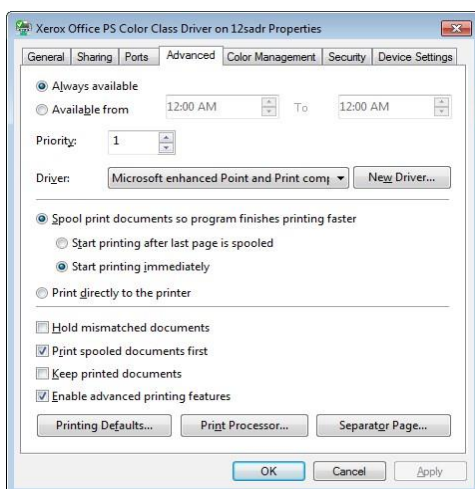 Xerox Office PS Color Class Driver on 12sadr Properties
General Sharing Ports Advanced Color Management Security Device Settings
Always available
Available from 12:00 AM To 12:00 AM
Priority: 1
Driver: Microsoft enhanced Point and Print comp New Driver...
Spool print documents so program finishes printing faster
Start printing after last page is spooled
Start printing immediately
Print directly to the printer
Hold mismatched documents
Print spooled documents first
Keep printed documents
Enable advanced printing features
Printing Defaults... Print Processor... Separator Page...
OK Cancel Apply